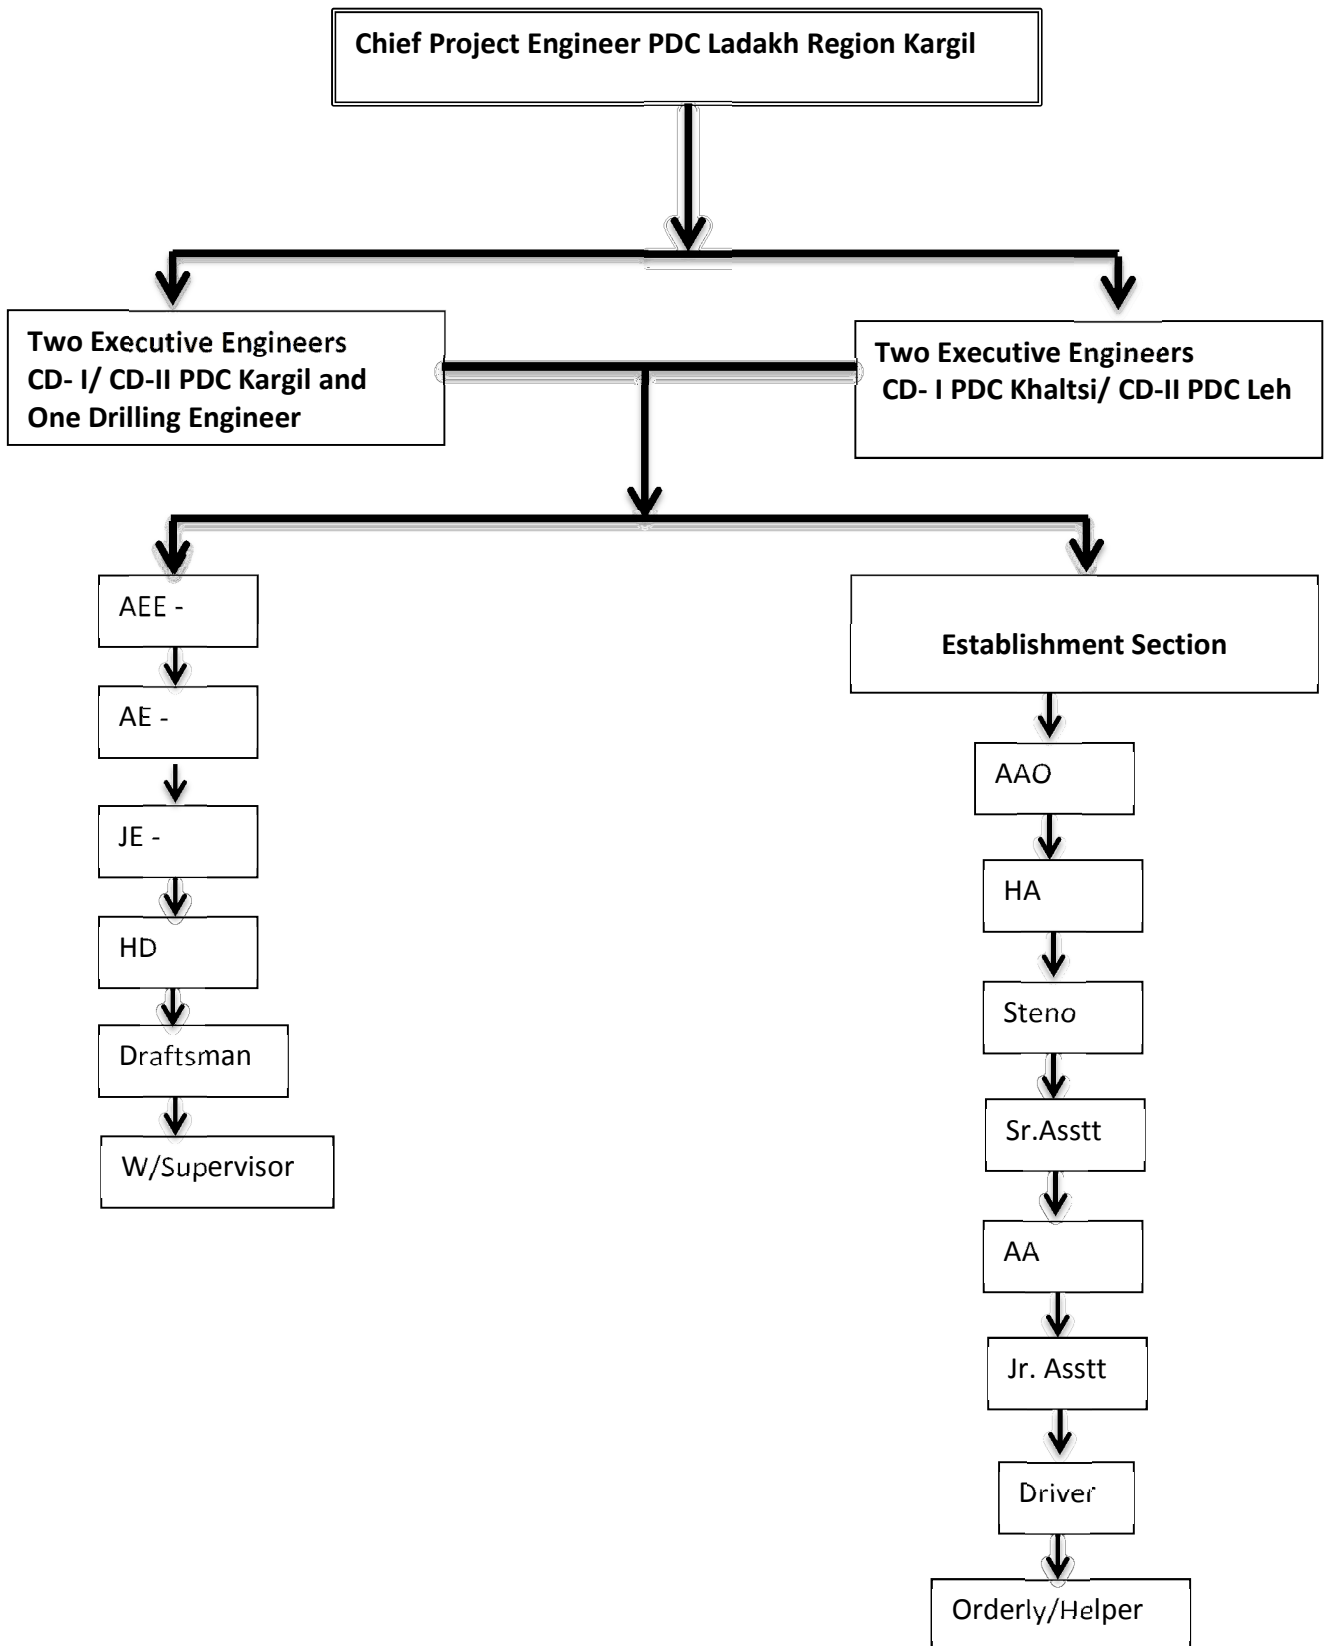 Chief Project Engineer PDC Ladakh Region Kargil
Two Executive Engineers
CD- I/ CD-II PDC Kargil and
One Drilling Engineer
Two Executive Engineers
CD- I PDC Khaltsi/ CD-II PDC Leh
AEE -
AE -
JE -
HD
Draftsman
W/Supervisor
Establishment Section
AAO
HA
Steno
Sr.Asstt
AA
Jr. Asstt
Driver
Orderly/Helper